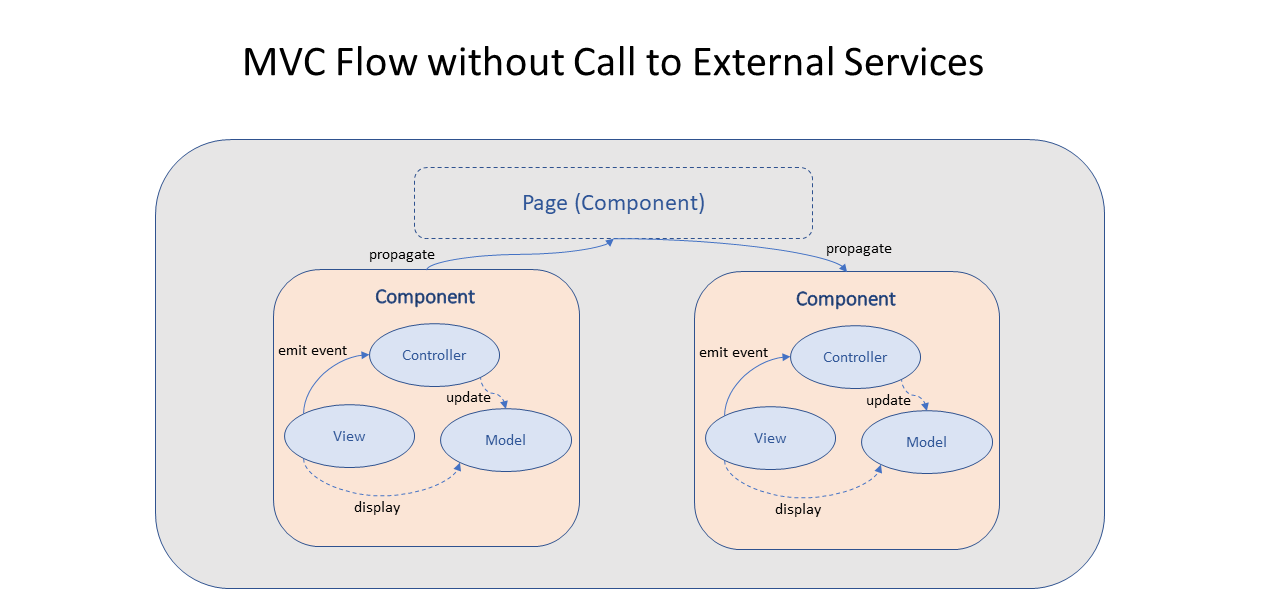 MVC Flow without Call to External Services
Page (Component)
propagate
propagate
Component
emit event
Controller
update
View
Model
display
Component
emit event
Controller
update
View
Model
display